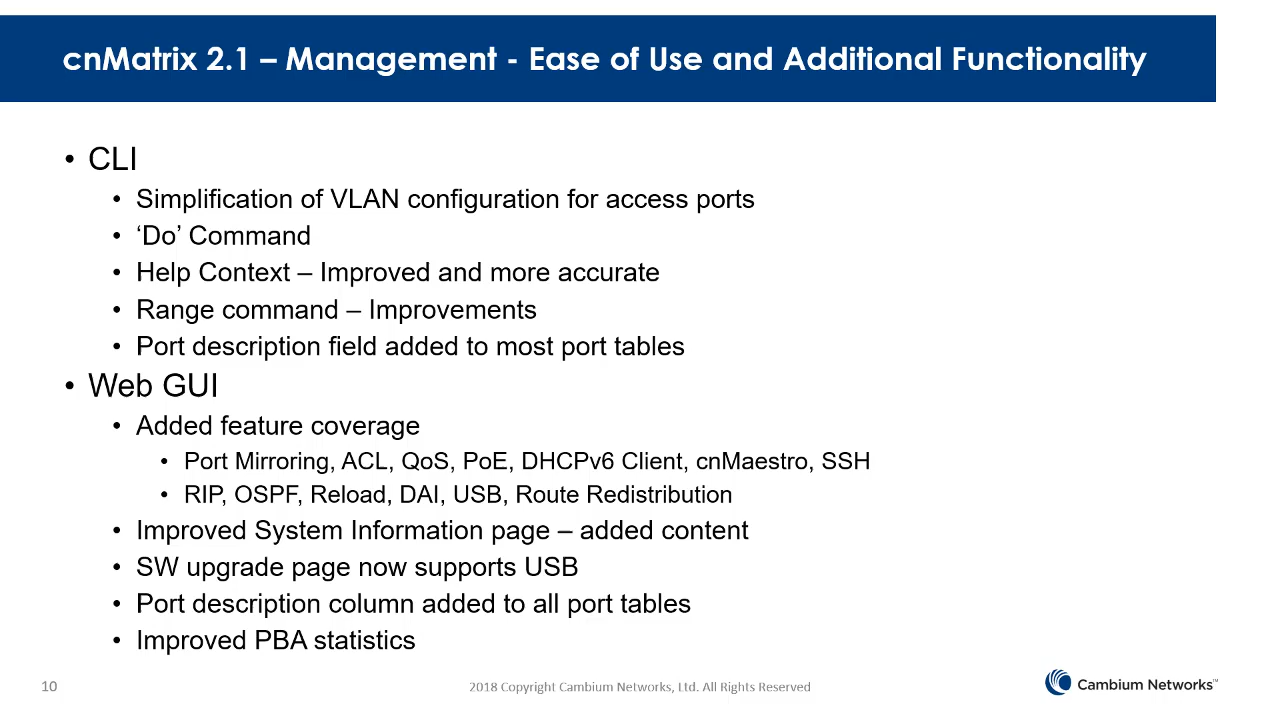 cnMatrix 2.1 – Management - Ease of Use and Additional Functionality
• CLI
• Simplification of VLAN configuration for access ports
• ‘Do’ Command
• Help Context – Improved and more accurate
• Range command – Improvements
• Port description field added to most port tables
• Web GUI
• Added feature coverage
• Port Mirroring, ACL, QoS, PoE, DHCPv6 Client, cnMaestro, SSH
• RIP, OSPF, Reload, DAI, USB, Route Redistribution
• Improved System Information page – added content
• SW upgrade page now supports USB
• Port description column added to all port tables
• Improved PBA statistics
10
2018 Copyright Cambium Networks, Ltd. All Rights Reserved
Cambium Networks™